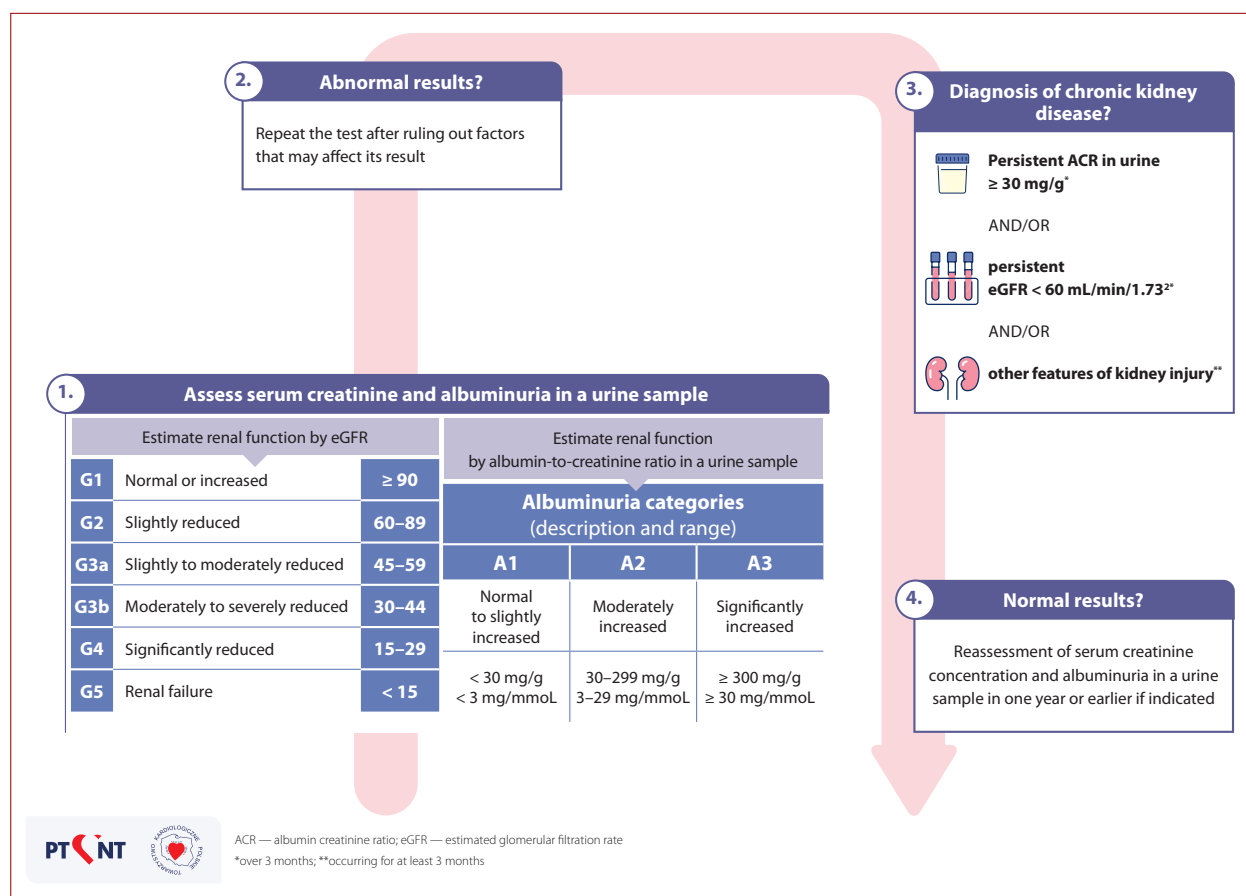 2.
Abnormal results?
Repeat the test after ruling out factors
that may affect its result
3.
Diagnosis of chronic kidney
disease?
Persistent ACR in urine
≥ 30 mg/g*
AND/OR
persistent
eGFR < 60 mL/min/1.73²*
AND/OR
other features of kidney injury**
1.
Assess serum creatinine and albuminuria in a urine sample
Estimate renal function by eGFR
G1 Normal or increased ≥ 90
G2 Slightly reduced 60–89
G3a Slightly to moderately reduced 45–59
G3b Moderately to severely reduced 30–44
G4 Significantly reduced 15–29
G5 Renal failure < 15
Estimate renal function
by albumin-to-creatinine ratio in a urine sample
Albuminuria categories
(description and range)
A1 A2 A3
Normal
to slightly
increased
Moderately
increased
Significantly
increased
< 30 mg/g
< 3 mg/mmoL
30–299 mg/g
3–29 mg/mmoL
≥ 300 mg/g
≥ 30 mg/mmoL
4.
Normal results?
Reassessment of serum creatinine
concentration and albuminuria in a urine
sample in one year or earlier if indicated
PT NT
POLSKIE TOWARZYSTWO KARDIOLOGICZNE
ACR — albumin creatinine ratio; eGFR — estimated glomerular filtration rate
*over 3 months; **occurring for at least 3 months